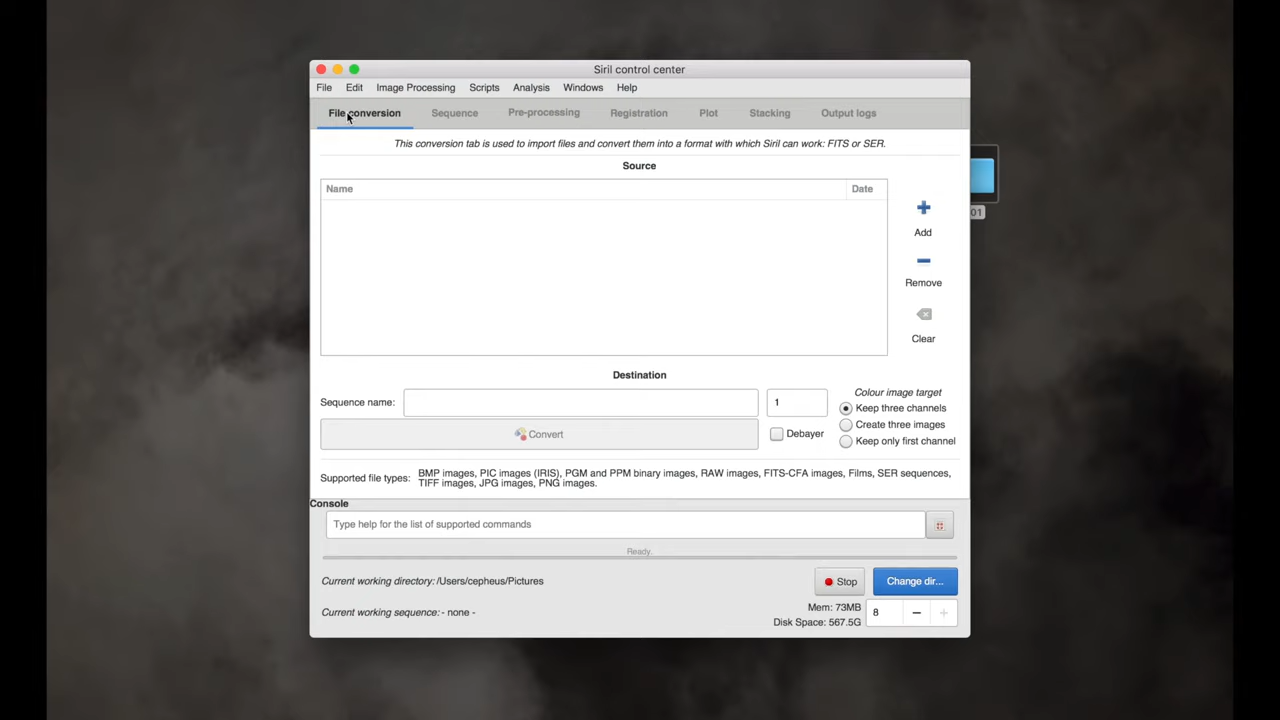 Siril control center
File Edit Image Processing Scripts Analysis Windows Help
File conversion Sequence Pre-processing Registration Plot Stacking Output logs
This conversion tab is used to import files and convert them into a format with which Siril can work: FITS or SER.
Source
Name Date
01
Add
Remove
Clear
Destination
Sequence name: 1
Colour image target
Keep three channels
Create three images
Keep only first channel
Convert
Debayer
Supported file types: BMP images, PIC images (IRIS), PGM and PPM binary images, RAW images, FITS-CFA images, Films, SER sequences,
TIFF images, JPG images, PNG images.
Console
Type help for the list of supported commands
Ready.
Current working directory: /Users/cepheus/Pictures
Stop Change dir...
Current working sequence: - none -
Mem: 73MB
Disk Space: 567.5G
8